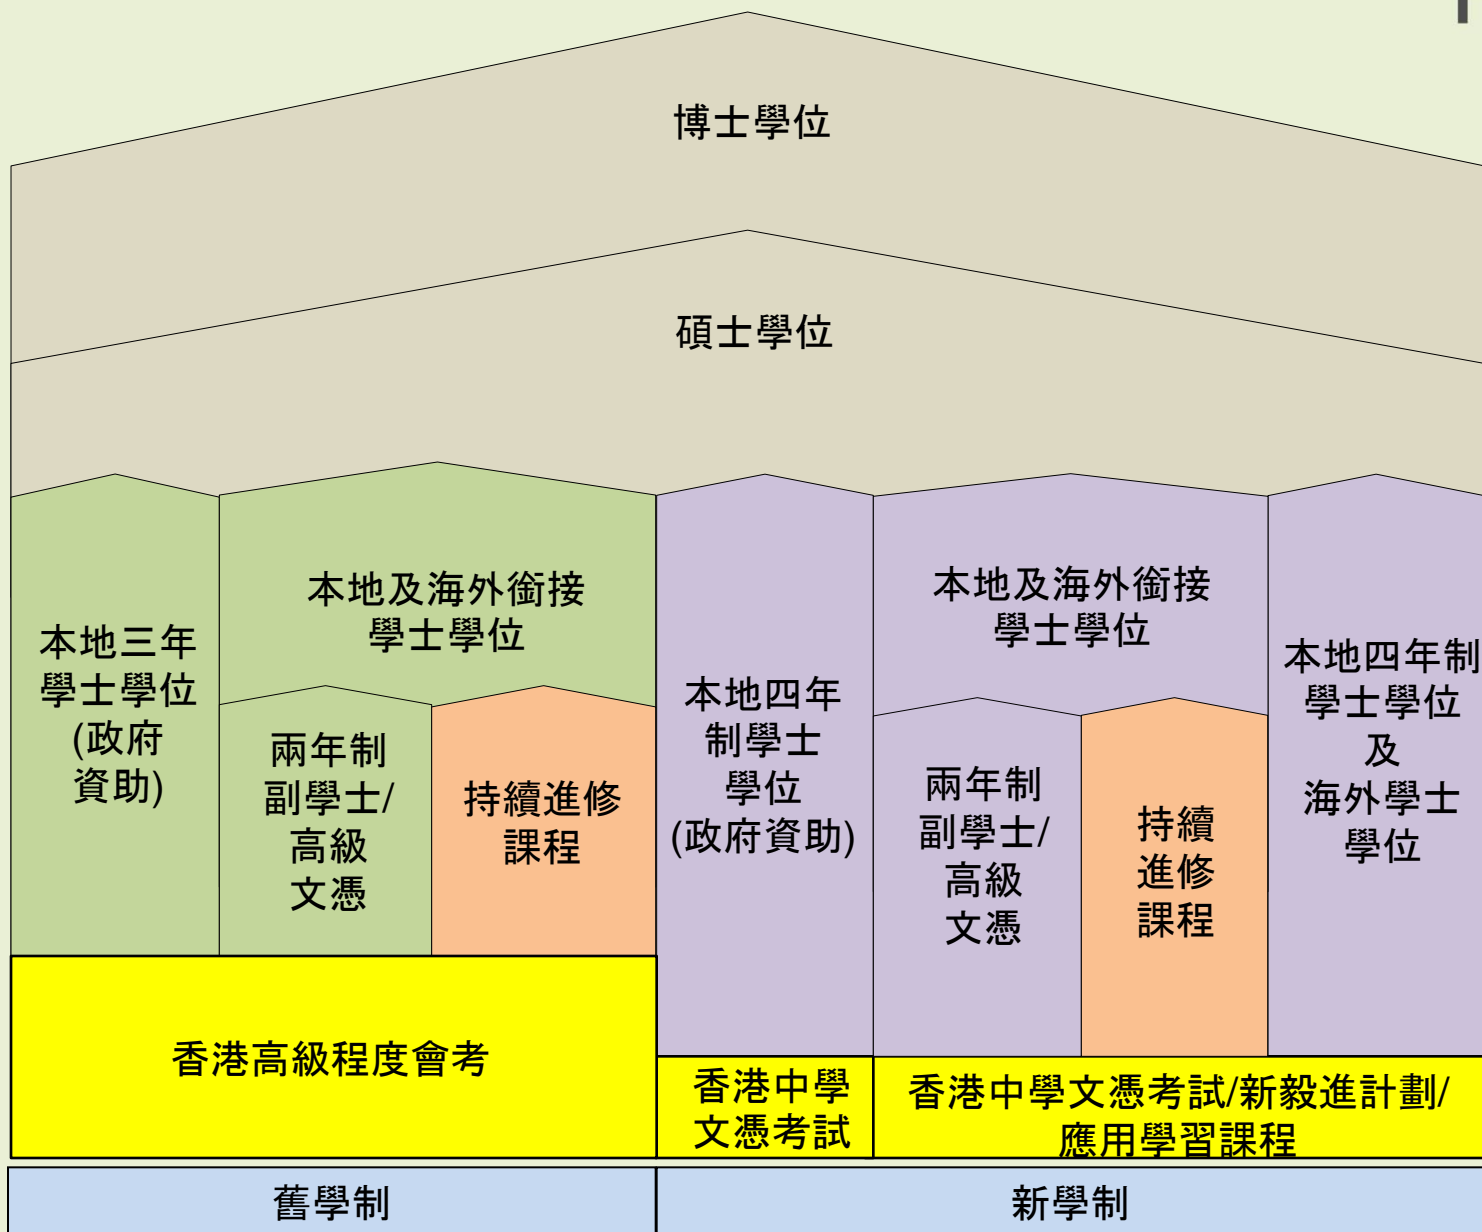 博士學位
碩士學位
本地三年
學士學位
(政府
資助)
本地及海外銜接
學士學位
兩年制
副學士/
高級
文憑
持續進修
課程
本地四年
制學士
學位
(政府資助)
本地及海外銜接
學士學位
兩年制
副學士/
高級
文憑
持續
進修
課程
本地四年制
學士學位
及
海外學士
學位
香港高級程度會考
香港中學
文憑考試
香港中學文憑考試/新毅進計劃/
應用學習課程
舊學制
新學制